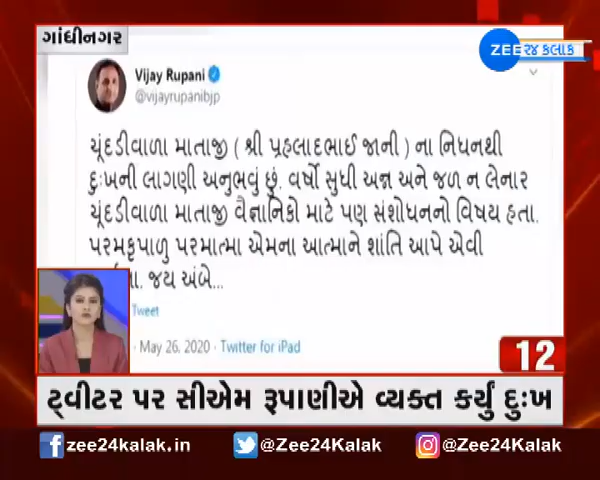 ગાંધીનગર
ZEE ૨૪ કલાક
Vijay Rupani
@vijayrupanibjp
ચૂંદડીવાળા માતાજી ( શ્રી પ્રહલાદભાઈ જાની ) ના નિધનથી
દુઃખની લાગણી અનુભવું છું. વર્ષો સુધી અન્ન અને જળ ન લેનાર
ચૂંદડીવાળા માતાજી વૈજ્ઞાનિકો માટે પણ સંશોધનનો વિષય હતા.
પરમકૃપાળુ પરમાત્મા એમના આત્માને શાંતિ આપે એવી
જય અંબે...
Tweet
· May 26, 2020 · Twitter for iPad
12
ટ્વીટર પર સીએમ રૂપાણીએ વ્યક્ત કર્યું દુઃખ
zee24kalak.in
@Zee24Kalak
@Zee24Kalak